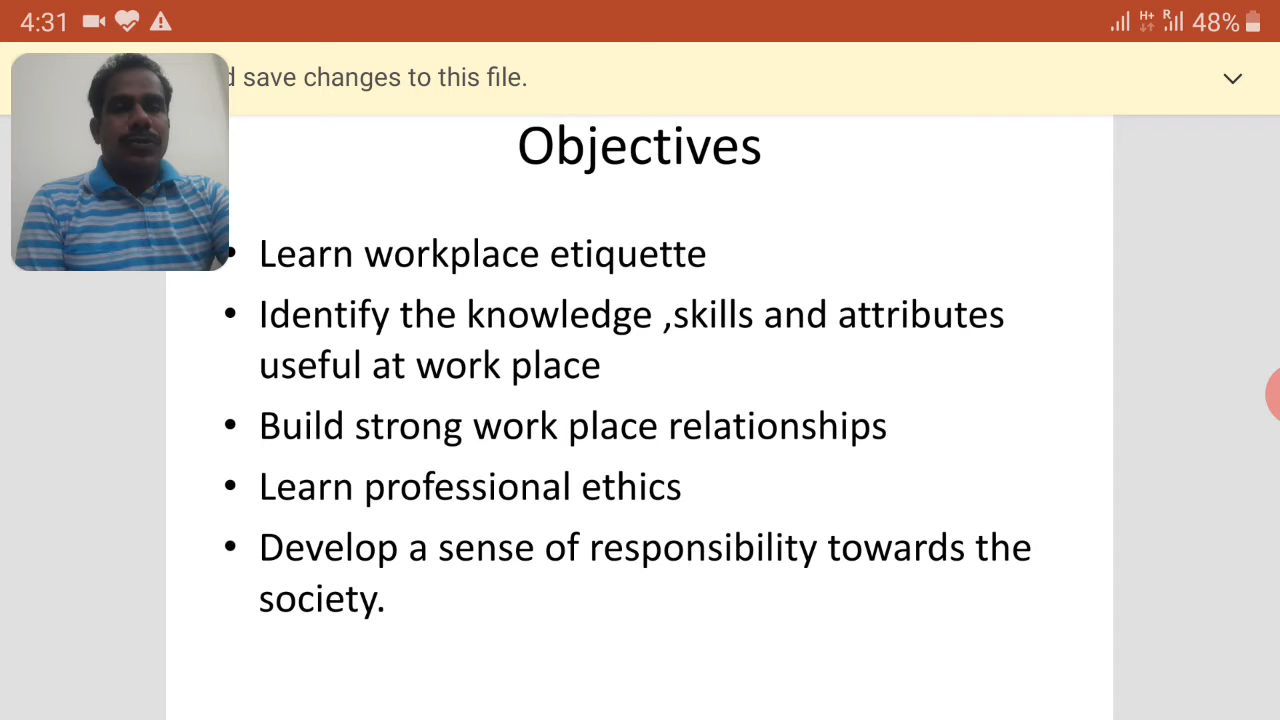 4:31 H+ R 48%
save changes to this file.
Objectives
• Learn workplace etiquette
• Identify the knowledge ,skills and attributes
useful at work place
• Build strong work place relationships
• Learn professional ethics
• Develop a sense of responsibility towards the
society.